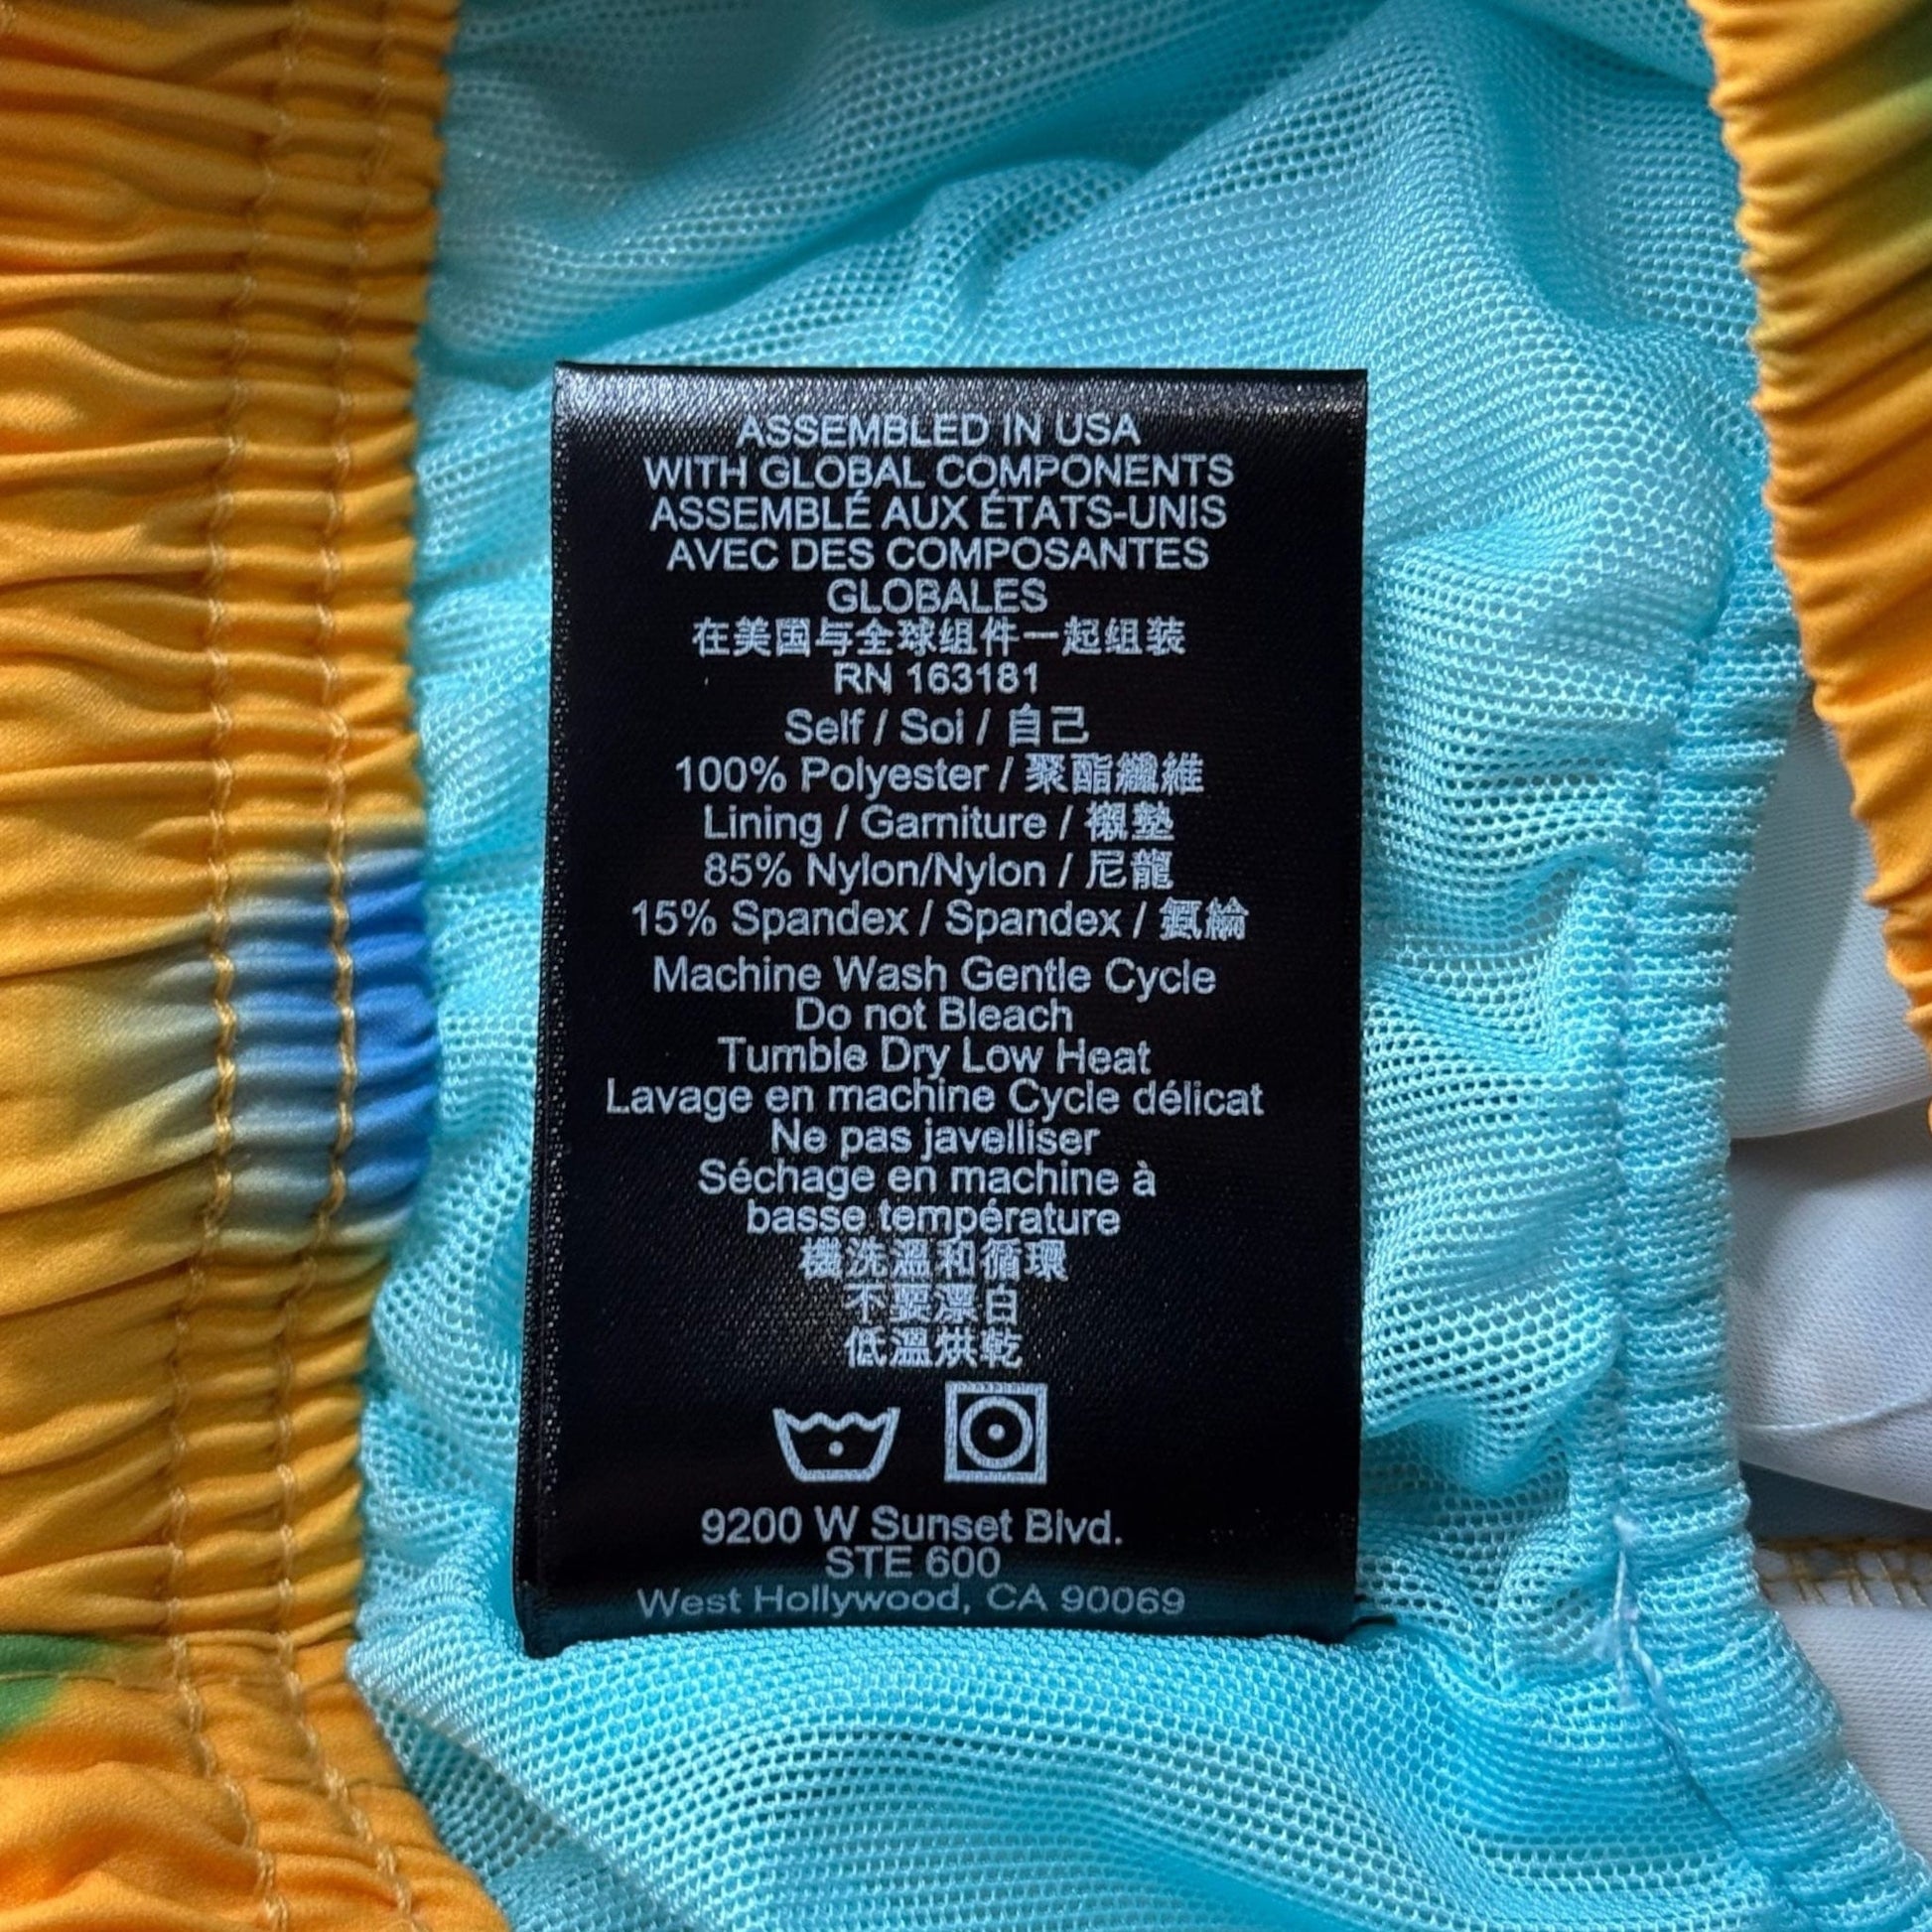 ASSEMBLED IN USA
WITH GLOBAL COMPONENTS
ASSEMBLÉ AUX ÉTATS-UNIS
AVEC DES COMPOSANTES
GLOBALES
在美国与全球组件一起组装
RN 163181
Self / Soi / 自己
100% Polyester / 聚酯纖維
Lining / Garniture / 襯墊
85% Nylon/Nylon / 尼龍
15% Spandex / Spandex / 氨綸
Machine Wash Gentle Cycle
Do not Bleach
Tumble Dry Low Heat
Lavage en machine Cycle délicat
Ne pas javelliser
Séchage en machine à
basse température
機洗溫和循環
不要漂白
低溫烘乾
9200 W Sunset Blvd.
STE 600
West Hollywood, CA 90069